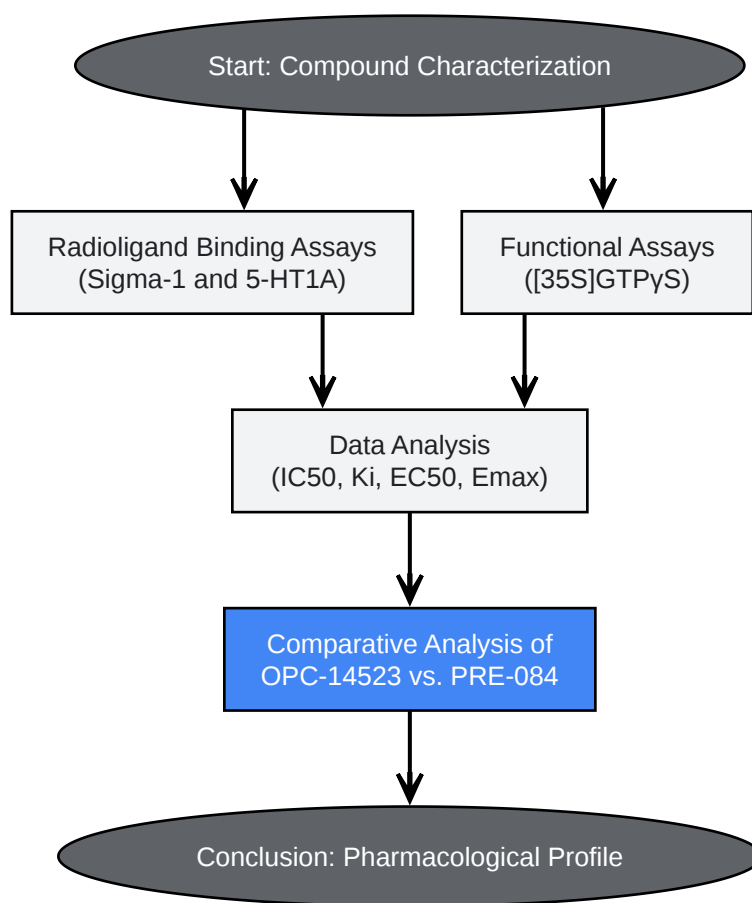 Start: Compound Characterization
Radioligand Binding Assays
(Sigma-1 and 5-HT1A)
Functional Assays
([35S]GTPγS)
Data Analysis
(IC50, Ki, EC50, Emax)
Comparative Analysis of
OPC-14523 vs. PRE-084
Conclusion: Pharmacological Profile